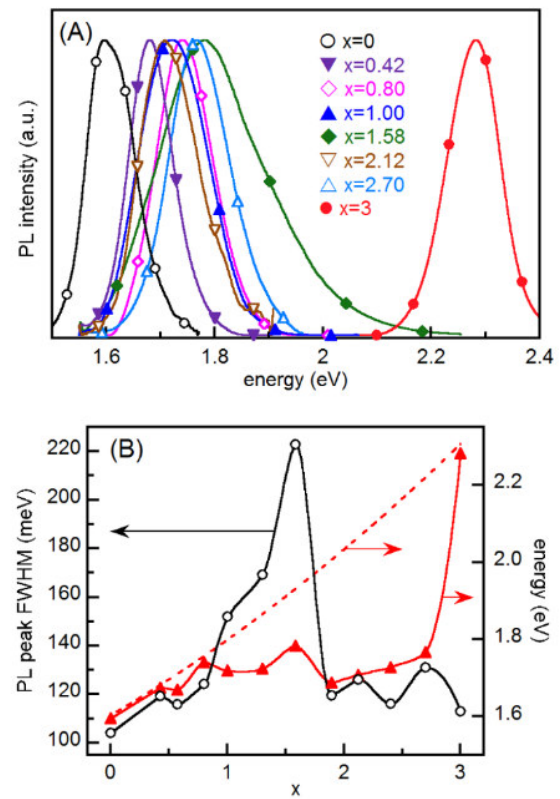 (A)
x=0
x=0.42
x=0.80
x=1.00
x=1.58
x=2.12
x=2.70
x=3
PL intensity (a.u.)
1.6 1.8 2 2.2 2.4
energy (eV)
(B)
220
200
180
160
140
120
100
PL peak FWHM (meV)
2.2
2.0
1.8
1.6
energy (eV)
0 1 2 3
x